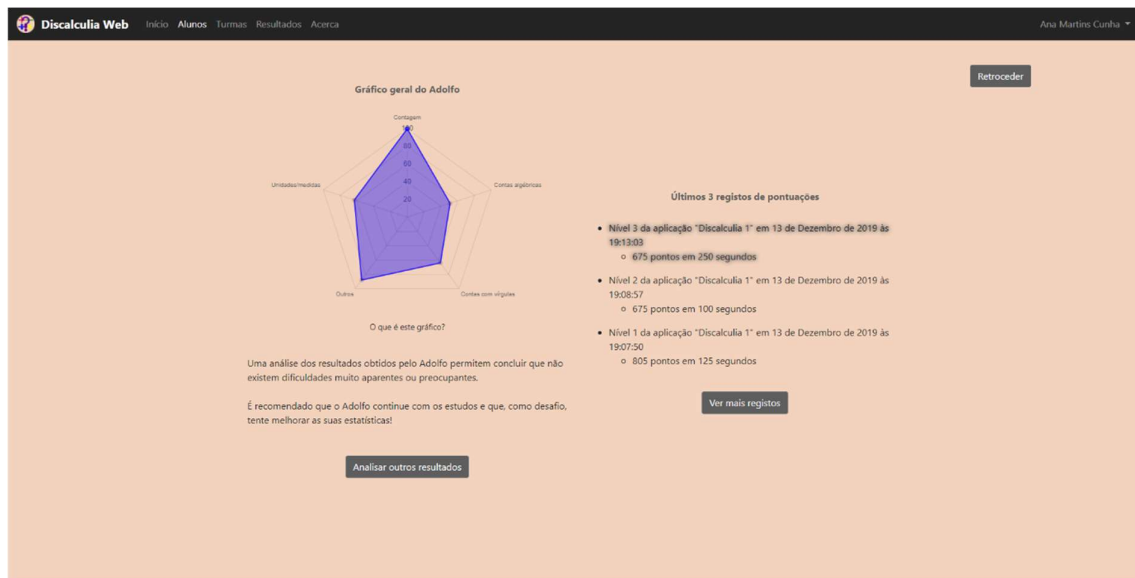 Discalculia Web Início Alunos Turmas Resultados Acerca Ana Martins Cunha
Retroceder
Gráfico geral do Adolfo
Contagem
100
80
60
40
20
Unidades/medidas
Contas algébricas
Outros
Contas com vírgulas
O que é este gráfico?
Uma análise dos resultados obtidos pelo Adolfo permitem concluir que não
existem dificuldades muito aparentes ou preocupantes.
É recomendado que o Adolfo continue com os estudos e que, como desafio,
tente melhorar as suas estatísticas!
Analisar outros resultados
Últimos 3 registos de pontuações
Nível 3 da aplicação "Discalculia 1" em 13 de Dezembro de 2019 às
19:13:03
675 pontos em 250 segundos
Nível 2 da aplicação "Discalculia 1" em 13 de Dezembro de 2019 às
19:08:57
675 pontos em 100 segundos
Nível 1 da aplicação "Discalculia 1" em 13 de Dezembro de 2019 às
19:07:50
805 pontos em 125 segundos
Ver mais registos